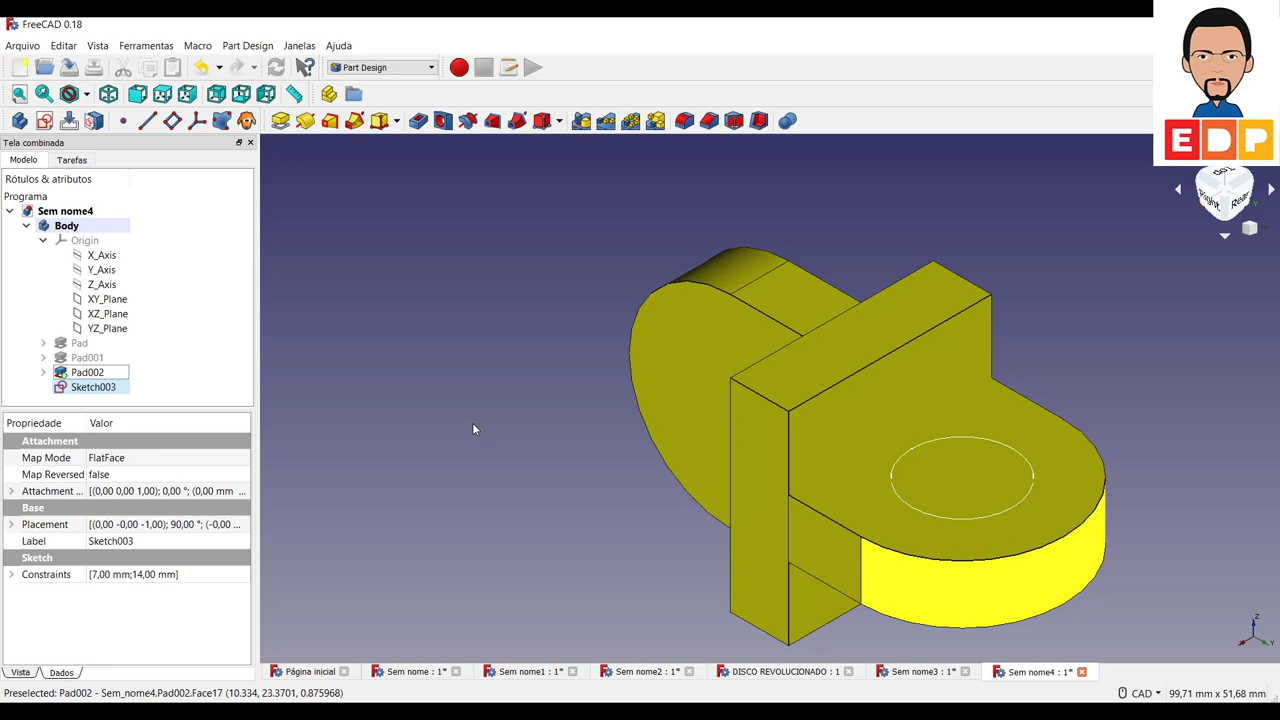 FreeCAD 0.18
Arquivo Editar Vista Ferramentas Macro Part Design Janelas Ajuda
Part Design
EDP
Tela combinada
Modelo Tarefas
Rótulos & atributos
Programa
Sem nome4
Body
Origin
X_Axis
Y_Axis
Z_Axis
XY_Plane
XZ_Plane
YZ_Plane
Pad
Pad001
Pad002
Sketch003
Top
Right Rear
Propriedade Valor
Attachment
Map Mode FlatFace
Map Reversed false
Attachment ... [(0,00 0,00 1,00); 0,00 °; (0,00 mm ...
Base
Placement [(0,00 -0,00 -1,00); 90,00 °; (-0,00 ...
Label Sketch003
Sketch
Constraints [7,00 mm;14,00 mm]
Z
X Y
Vista Dados
Página inicial Sem nome : 1* Sem nome1 : 1* Sem nome2 : 1* DISCO REVOLUCIONADO : 1 Sem nome3 : 1* Sem nome4 : 1*
Preselected: Pad002 - Sem_nome4.Pad002.Face17 (10.334, 23.3701, 0.875968)
CAD 99,71 mm x 51,68 mm